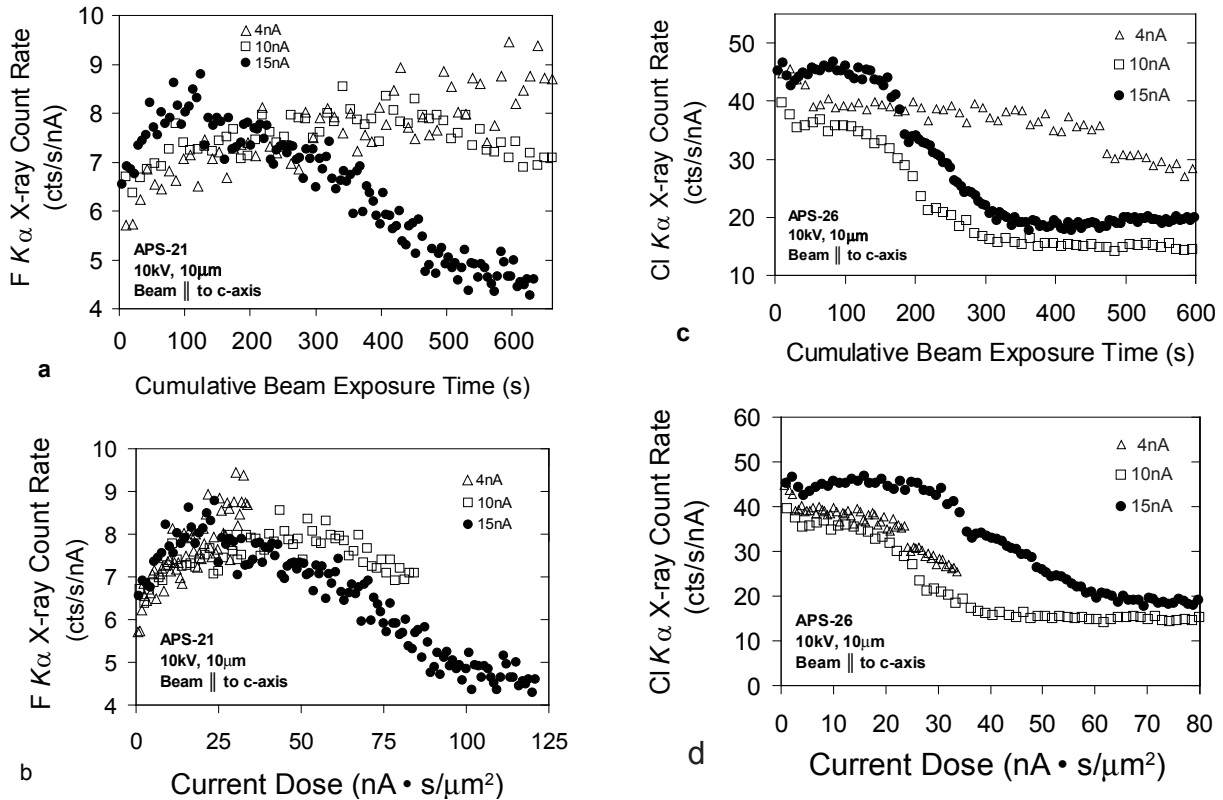 F Kα X-ray Count Rate
(cts/s/nA)
10
9
8
7
6
5
4
4nA
10nA
15nA
APS-21
10kV, 10μm
Beam || to c-axis
0 100 200 300 400 500 600
a
Cumulative Beam Exposure Time (s)
Cl Kα X-ray Count Rate
(cts/s/nA)
50
40
30
20
10
4nA
10nA
15nA
APS-26
10kV, 10μm
Beam || to c-axis
0 100 200 300 400 500 600
c
Cumulative Beam Exposure Time (s)
F Kα X-ray Count Rate
(cts/s/nA)
10
9
8
7
6
5
4
4nA
10nA
15nA
APS-21
10kV, 10μm
Beam || to c-axis
0 25 50 75 100 125
b
Current Dose (nA • s/μm²)
Cl Kα X-ray Count Rate
(cts/s/nA)
60
50
40
30
20
10
0
4nA
10nA
15nA
APS-26
10kV, 10μm
Beam || to c-axis
0 10 20 30 40 50 60 70 80
d
Current Dose (nA • s/μm²)